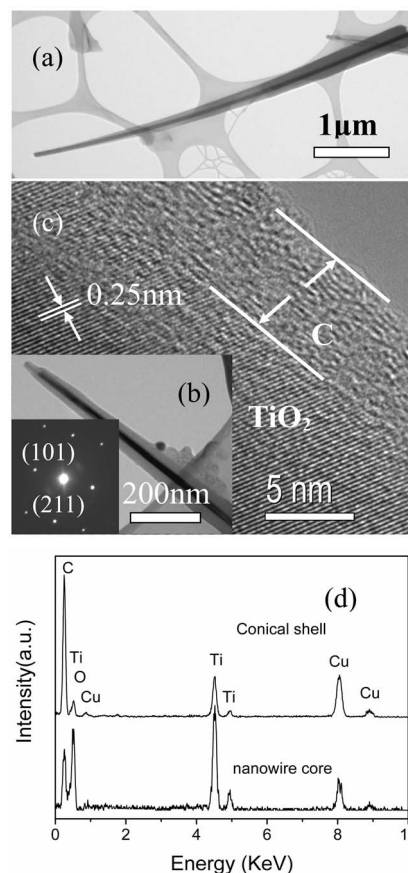 (a)
1μm
(c)
0.25nm
C
(b)
TiO₂
(101)
(211)
200nm
5 nm
(d)
C
Conical shell
Ti
O
Cu
Ti
Ti
Cu
Cu
nanowire core
Intensity(a.u.)
0 2 4 6 8 10
Energy (KeV)